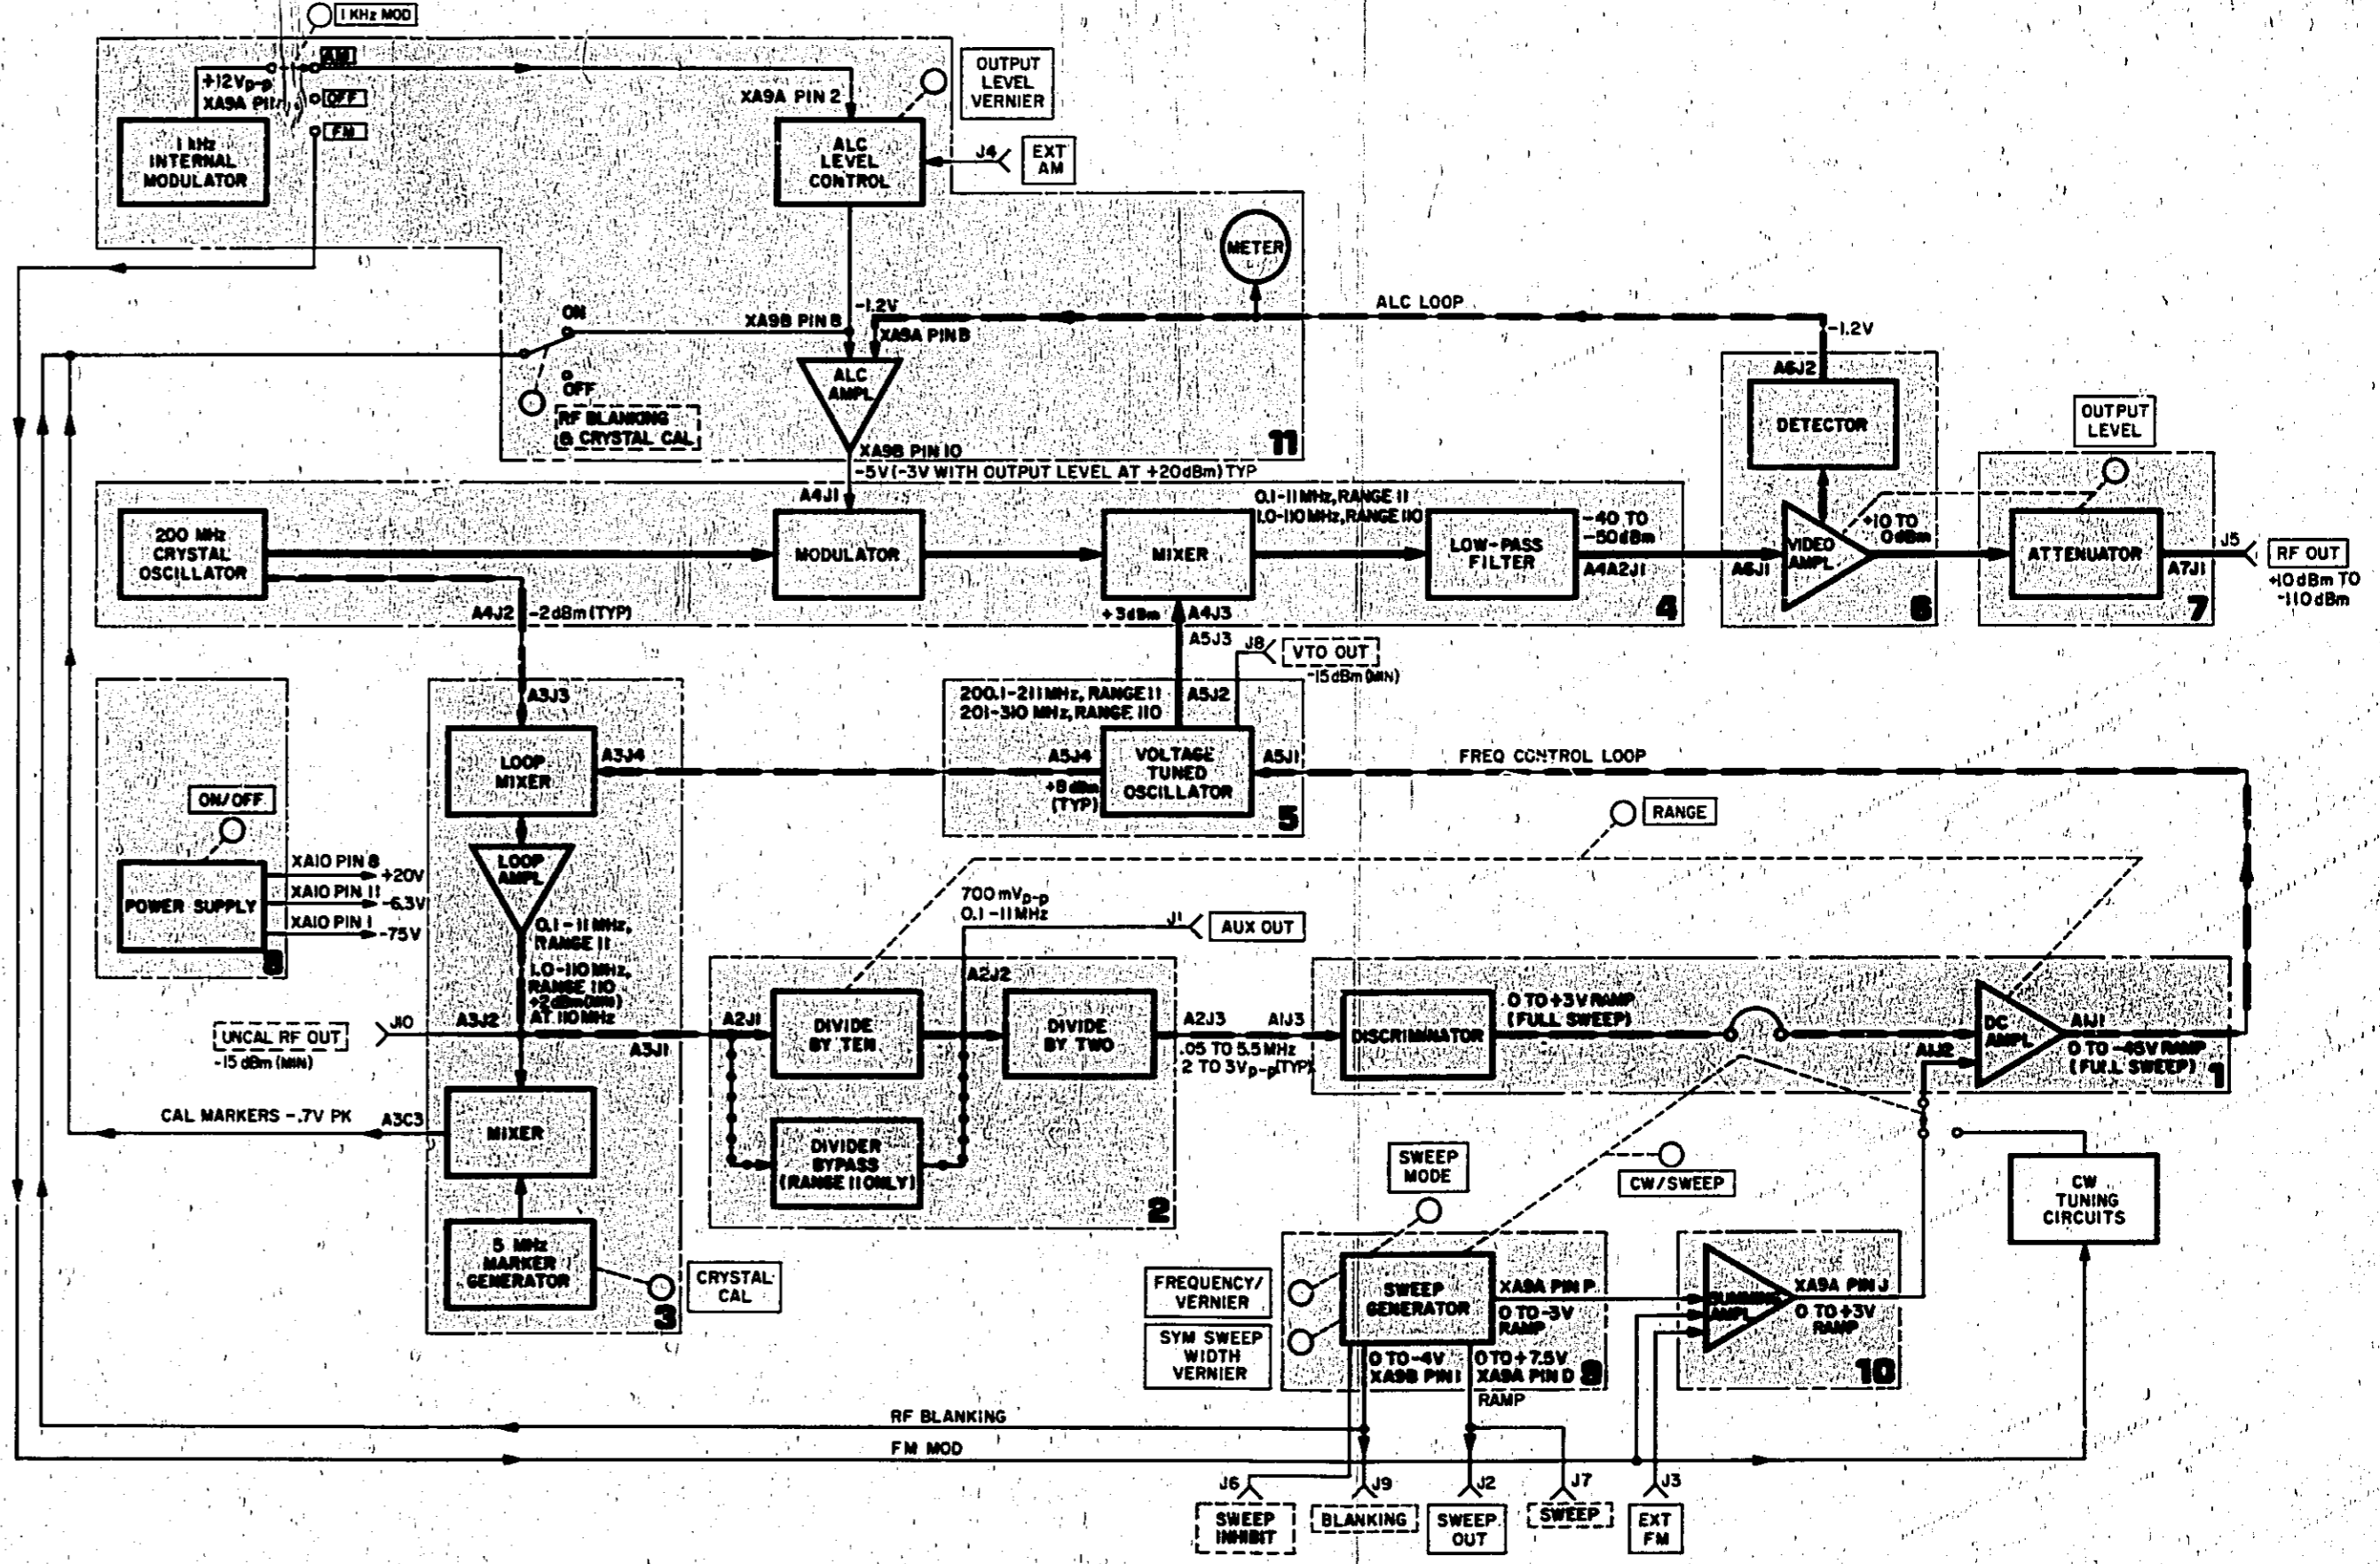 1 KHz MOD
AM
OFF
FM
+12Vp-p
XA9A PIN
1 kHz
INTERNAL
MODULATOR
XA9A PIN 2
OUTPUT
LEVEL
VERNIER
ALC
LEVEL
CONTROL
J4
EXT
AM
METER
ALC LOOP
ON
OFF
RF BLANKING
& CRYSTAL CAL
XA9B PIN 8
-1.2V
XA9A PIN B
ALC
AMPL
XA9B PIN 10
11
-5V (-3V WITH OUTPUT LEVEL AT +20dBm) TYP
-1.2V
A6J2
DETECTOR
OUTPUT
LEVEL
200 MHz
CRYSTAL
OSCILLATOR
A4J1
MODULATOR
MIXER
0.1-11 MHz, RANGE 11
1.0-110 MHz, RANGE 110
LOW-PASS
FILTER
-40 TO
-50dBm
A4A2J1
4
A6J1
VIDEO
AMPL
+10 TO
0dBm
6
ATTENUATOR
A7J1
7
J5
RF OUT
+10 dBm TO
-110 dBm
A4J2
-2dBm (TYP)
+3dBm
A4J3
A5J3
J8
VTO OUT
-15dBm (MIN)
A3J3
200.1-211 MHz, RANGE 11
201-310 MHz, RANGE 110
A5J2
LOOP
MIXER
A3J4
A5J4
+8 dBm
(TYP)
VOLTAGE
TUNED
OSCILLATOR
A5J1
5
FREQ CONTROL LOOP
RANGE
ON/OFF
POWER SUPPLY
XA10 PIN 8
+20V
XA10 PIN 11
-6.3V
XA10 PIN 1
-75V
8
LOOP
AMPL
0.1-11 MHz,
RANGE 11
1.0-110 MHz,
RANGE 110
+2dBm (MIN)
AT 110 MHz
700 mVp-p
0.1-11 MHz
J1
AUX OUT
UNCAL RF OUT
-15 dBm (MIN)
J10
A3J2
A3J1
A2J1
DIVIDE
BY TEN
A2J2
DIVIDE
BY TWO
A2J3
A1J3
.05 TO 5.5 MHz
2 TO 3Vp-p (TYP)
DISCRIMINATOR
0 TO +3V RAMP
(FULL SWEEP)
DC
AMPL
A1J2
A1J1
0 TO -45V RAMP
(FULL SWEEP)
1
CAL MARKERS -.7V PK
A3C3
MIXER
DIVIDER
BYPASS
(RANGE 11 ONLY)
2
5 MHz
MARKER
GENERATOR
CRYSTAL
CAL
3
SWEEP
MODE
CW/SWEEP
CW
TUNING
CIRCUITS
FREQUENCY/
VERNIER
SYM SWEEP
WIDTH
VERNIER
SWEEP
GENERATOR
XA9A PIN P
0 TO -3V
RAMP
0 TO -4V
XA9B PIN 1
0 TO +7.5V
XA9A PIN D
RAMP
9
SUMMING
AMPL
XA9A PIN J
0 TO +3V
RAMP
10
RF BLANKING
FM MOD
J6
SWEEP
INHIBIT
J9
BLANKING
J2
SWEEP
OUT
J7
SWEEP
J3
EXT
FM